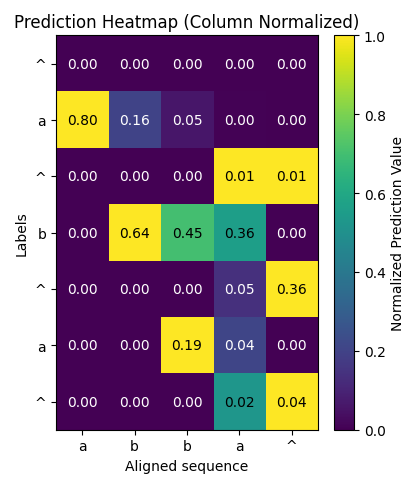 Prediction Heatmap (Column Normalized)
^ 0.00 0.00 0.00 0.00 0.00
a 0.80 0.16 0.05 0.00 0.00
^ 0.00 0.00 0.00 0.01 0.01
b 0.00 0.64 0.45 0.36 0.00
^ 0.00 0.00 0.00 0.05 0.36
a 0.00 0.00 0.19 0.04 0.00
^ 0.00 0.00 0.00 0.02 0.04
a b b a ^
Aligned sequence
Labels
1.0
0.8
0.6
0.4
0.2
0.0
Normalized Prediction Value